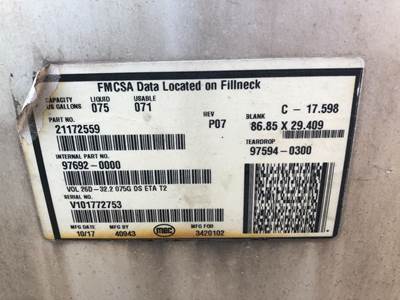 FMCSA Data Located on Fillneck
CAPACITY LIQUID USABLE
US GALLONS 075 071
C - 17.598
PART NO. REV BLANK
21172559 P07 86.85 X 29.409
TEARDROP
INTERNAL PART NO. 97594-0300
97692-0000
VOL 26D-32.2 075G DS ETA T2
SERIAL NO.
V101772753
MFG DATE MFG BY MFG FOR
10/17 40943 MBC 3420102